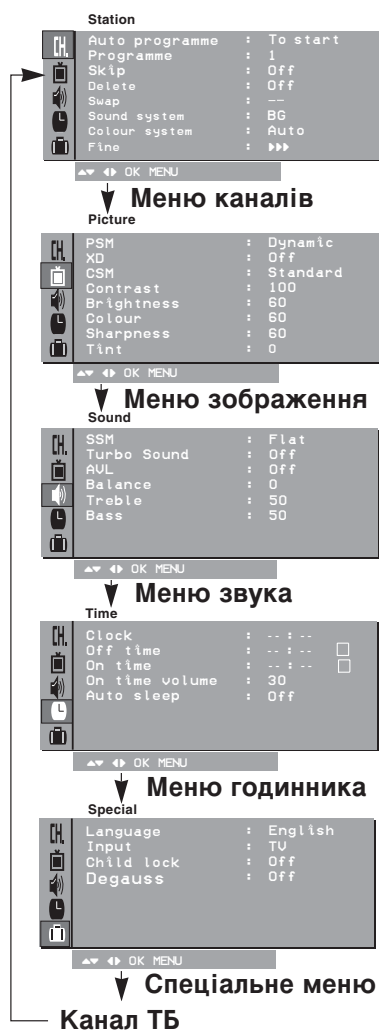 Station
CH. Auto programme : To start
Programme : 1
Skip : Off
Delete : Off
Swap : --
Sound system : BG
Colour system : Auto
Fine : ▶▶▶
▲▼ ◀▶ OK MENU
Меню каналів
Picture
CH. PSM : Dynamic
XD : Off
CSM : Standard
Contrast : 100
Brightness : 60
Colour : 60
Sharpness : 60
Tint : 0
▲▼ ◀▶ OK MENU
Меню зображення
Sound
CH. SSM : Flat
Turbo Sound : Off
AVL : Off
Balance : 0
Treble : 50
Bass : 50
▲▼ ◀▶ OK MENU
Меню звука
Time
CH. Clock : -- : --
Off time : -- : --
On time : -- : --
On time volume : 30
Auto sleep : Off
▲▼ ◀▶ OK MENU
Меню годинника
Special
CH. Language : English
Input : TV
Child lock : Off
Degauss : Off
▲▼ ◀▶ OK MENU
Спеціальне меню
Канал ТБ